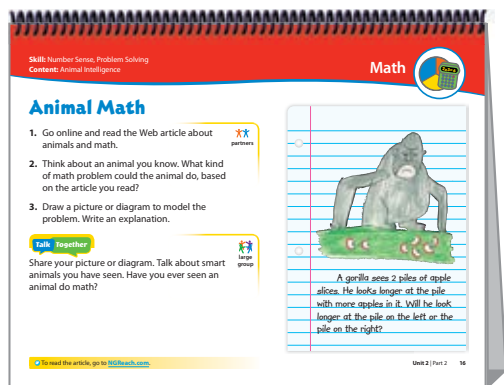 Skill: Number Sense, Problem Solving
Content: Animal Intelligence
Math
Animal Math
1. Go online and read the Web article about
animals and math.
partners
2. Think about an animal you know. What kind
of math problem could the animal do, based
on the article you read?
3. Draw a picture or diagram to model the
problem. Write an explanation.
Talk Together
Share your picture or diagram. Talk about smart
animals you have seen. Have you ever seen an
animal do math?
large
group
A gorilla sees 2 piles of apple
slices. He looks longer at the pile
with more apples in it. Will he look
longer at the pile on the left or the
pile on the right?
To read the article, go to NGReach.com.
Unit 2 | Part 2 16